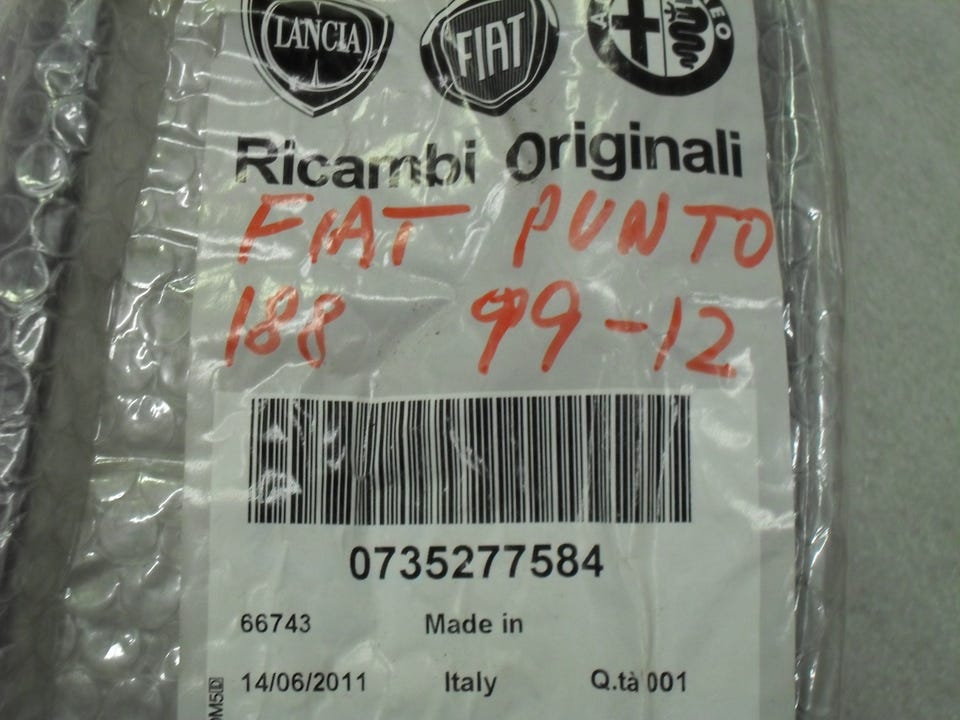 LANCIA FIAT
Ricambi Originali
FIAT PUNTO
188 99-12
0735277584
66743 Made in
14/06/2011 Italy Q.tà 001